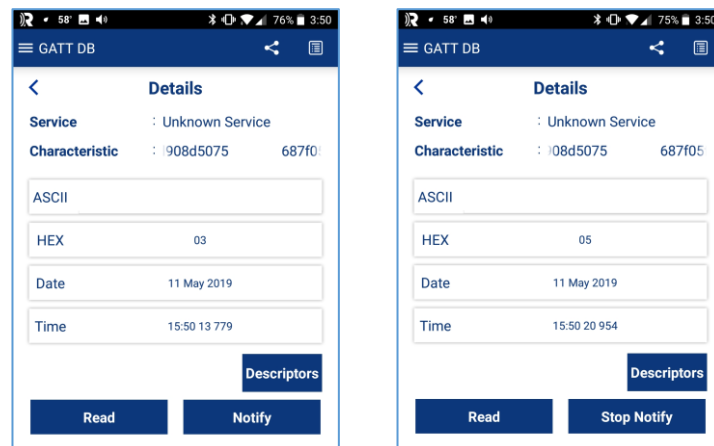 58° 76% 3:50
GATT DB
Details
Service : Unknown Service
Characteristic : 908d5075 687f0
ASCII
HEX 03
Date 11 May 2019
Time 15:50 13 779
Descriptors
Read Notify
58° 75% 3:50
GATT DB
Details
Service : Unknown Service
Characteristic : 08d5075 687f05
ASCII
HEX 05
Date 11 May 2019
Time 15:50 20 954
Descriptors
Read Stop Notify